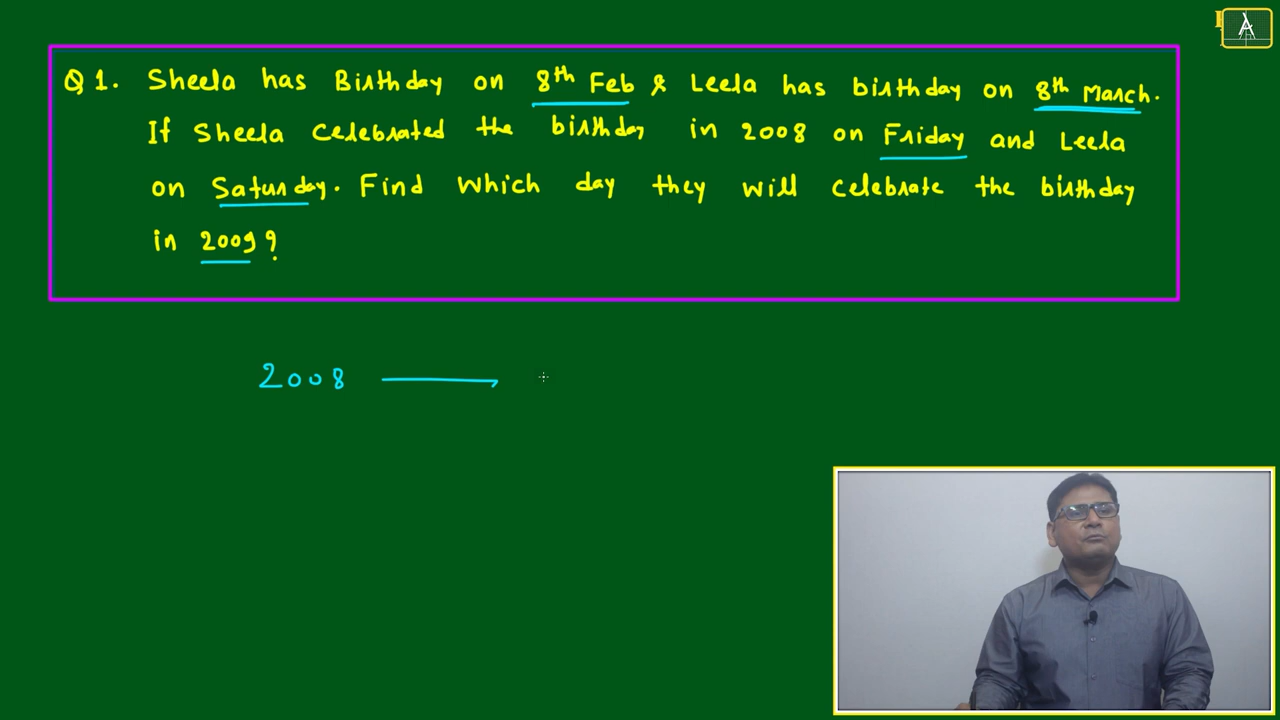 Q 1. Sheela has Birthday on 8th Feb & Leela has birthday on 8th March.
If Sheela celebrated the birthday in 2008 on Friday and Leela
on Saturday. Find which day they will celebrate the birthday
in 2009?
2008